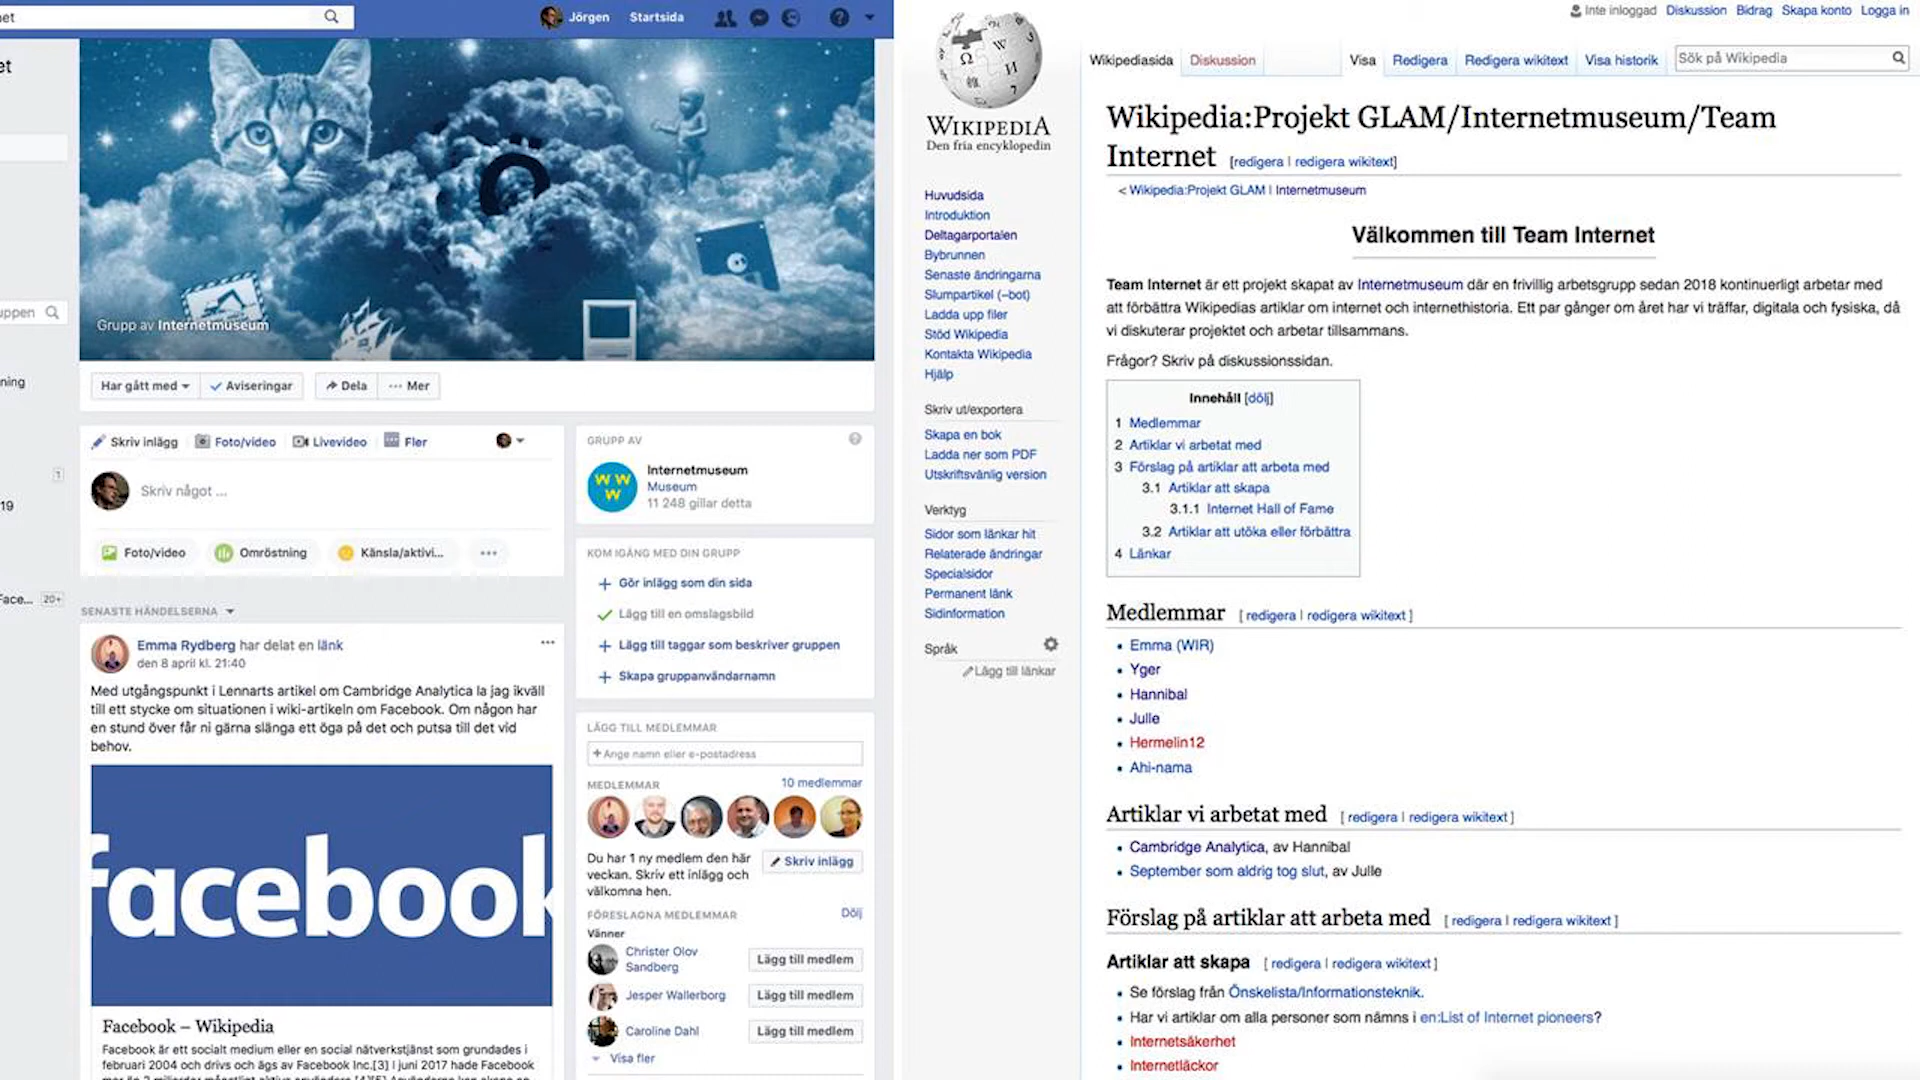 Jörgen
Startsida
Grupp av Internetmuseum
Har gått med
Aviseringar
Dela
Mer
Skriv inlägg
Foto/video
Livevideo
Fler
Skriv något ...
Foto/video
Omröstning
Känsla/aktivi...
SENASTE HÄNDELSERNA
Emma Rydberg har delat en länk
den 8 april kl. 21:40
Med utgångspunkt i Lennarts artikel om Cambridge Analytica la jag ikväll
till ett stycke om situationen i wiki-artikeln om Facebook. Om någon har
en stund över får ni gärna slänga ett öga på det och putsa till det vid
behov.
facebook
Facebook – Wikipedia
Facebook är ett socialt medium eller en social nätverkstjänst som grundades i
februari 2004 och drivs och ägs av Facebook Inc.[3] I juni 2017 hade Facebook
19
20+
1
GRUPP AV
WWW
Internetmuseum
Museum
11 248 gillar detta
KOM IGÅNG MED DIN GRUPP
Gör inlägg som din sida
Lägg till en omslagsbild
Lägg till taggar som beskriver gruppen
Skapa gruppanvändarnamn
LÄGG TILL MEDLEMMAR
+ Ange namn eller e-postadress
MEDLEMMAR
10 medlemmar
Du har 1 ny medlem den här
veckan. Skriv ett inlägg och
välkomna hen.
Skriv inlägg
FÖRESLAGNA MEDLEMMAR
Dölj
Vänner
Christer Olov
Sandberg
Lägg till medlem
Jesper Wallerborg
Lägg till medlem
Caroline Dahl
Lägg till medlem
Visa fler
WIKIPEDIA
Den fria encyklopedin
Huvudsida
Introduktion
Deltagarportalen
Bybrunnen
Senaste ändringarna
Slumpartikel (–bot)
Ladda upp filer
Stöd Wikipedia
Kontakta Wikipedia
Hjälp
Skriv ut/exportera
Skapa en bok
Ladda ner som PDF
Utskriftsvänlig version
Verktyg
Sidor som länkar hit
Relaterade ändringar
Specialsidor
Permanent länk
Sidinformation
Språk
Lägg till länkar
Inte inloggad Diskussion Bidrag Skapa konto Logga in
Wikipediasida Diskussion Visa Redigera Redigera wikitext Visa historik Sök på Wikipedia
Wikipedia:Projekt GLAM/Internetmuseum/Team
Internet [redigera | redigera wikitext]
< Wikipedia:Projekt GLAM | Internetmuseum
Välkommen till Team Internet
Team Internet är ett projekt skapat av Internetmuseum där en frivillig arbetsgrupp sedan 2018 kontinuerligt arbetar med
att förbättra Wikipedias artiklar om internet och internethistoria. Ett par gånger om året har vi träffar, digitala och fysiska, då
vi diskuterar projektet och arbetar tillsammans.
Frågor? Skriv på diskussionssidan.
Innehåll [dölj]
1 Medlemmar
2 Artiklar vi arbetat med
3 Förslag på artiklar att arbeta med
3.1 Artiklar att skapa
3.1.1 Internet Hall of Fame
3.2 Artiklar att utöka eller förbättra
4 Länkar
Medlemmar [ redigera | redigera wikitext ]
Emma (WIR)
Yger
Hannibal
Julle
Hermelin12
Ahi-nama
Artiklar vi arbetat med [ redigera | redigera wikitext ]
Cambridge Analytica, av Hannibal
September som aldrig tog slut, av Julle
Förslag på artiklar att arbeta med [ redigera | redigera wikitext ]
Artiklar att skapa [ redigera | redigera wikitext ]
Se förslag från Önskelista/Informationsteknik.
Har vi artiklar om alla personer som nämns i en:List of Internet pioneers?
Internetsäkerhet
Internetläckor